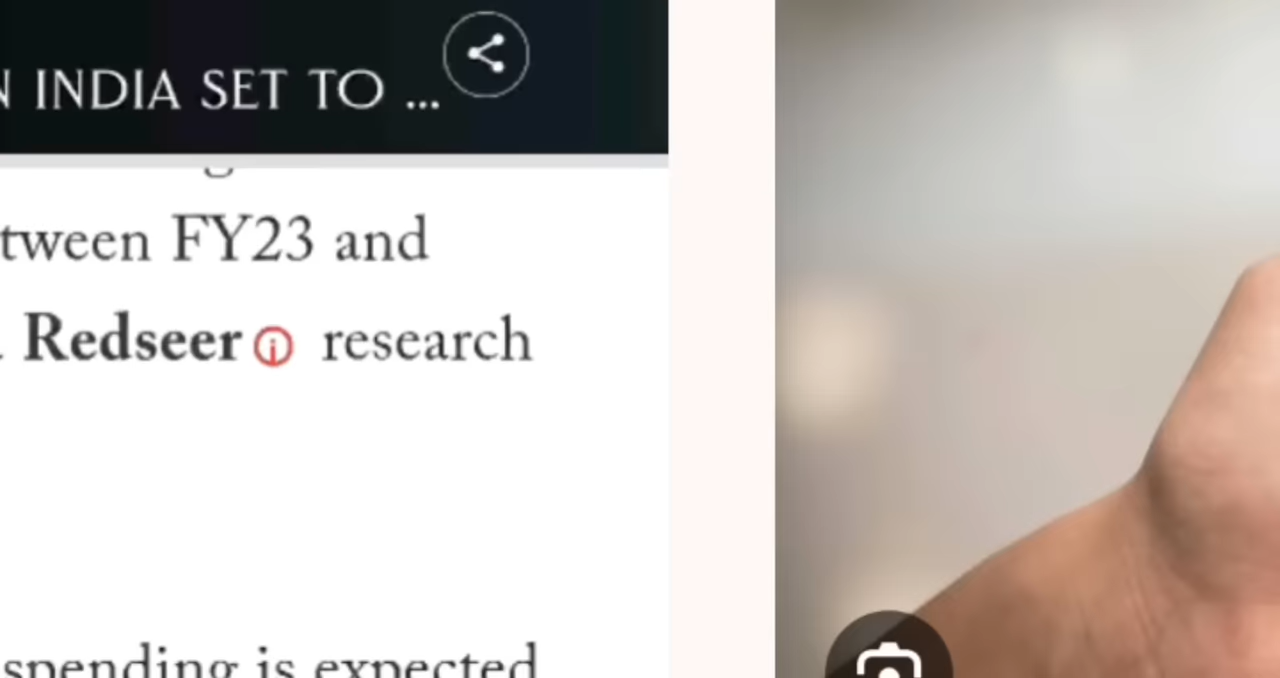 INDIA SET TO ...
tween FY23 and
Redseer research
spending is expected